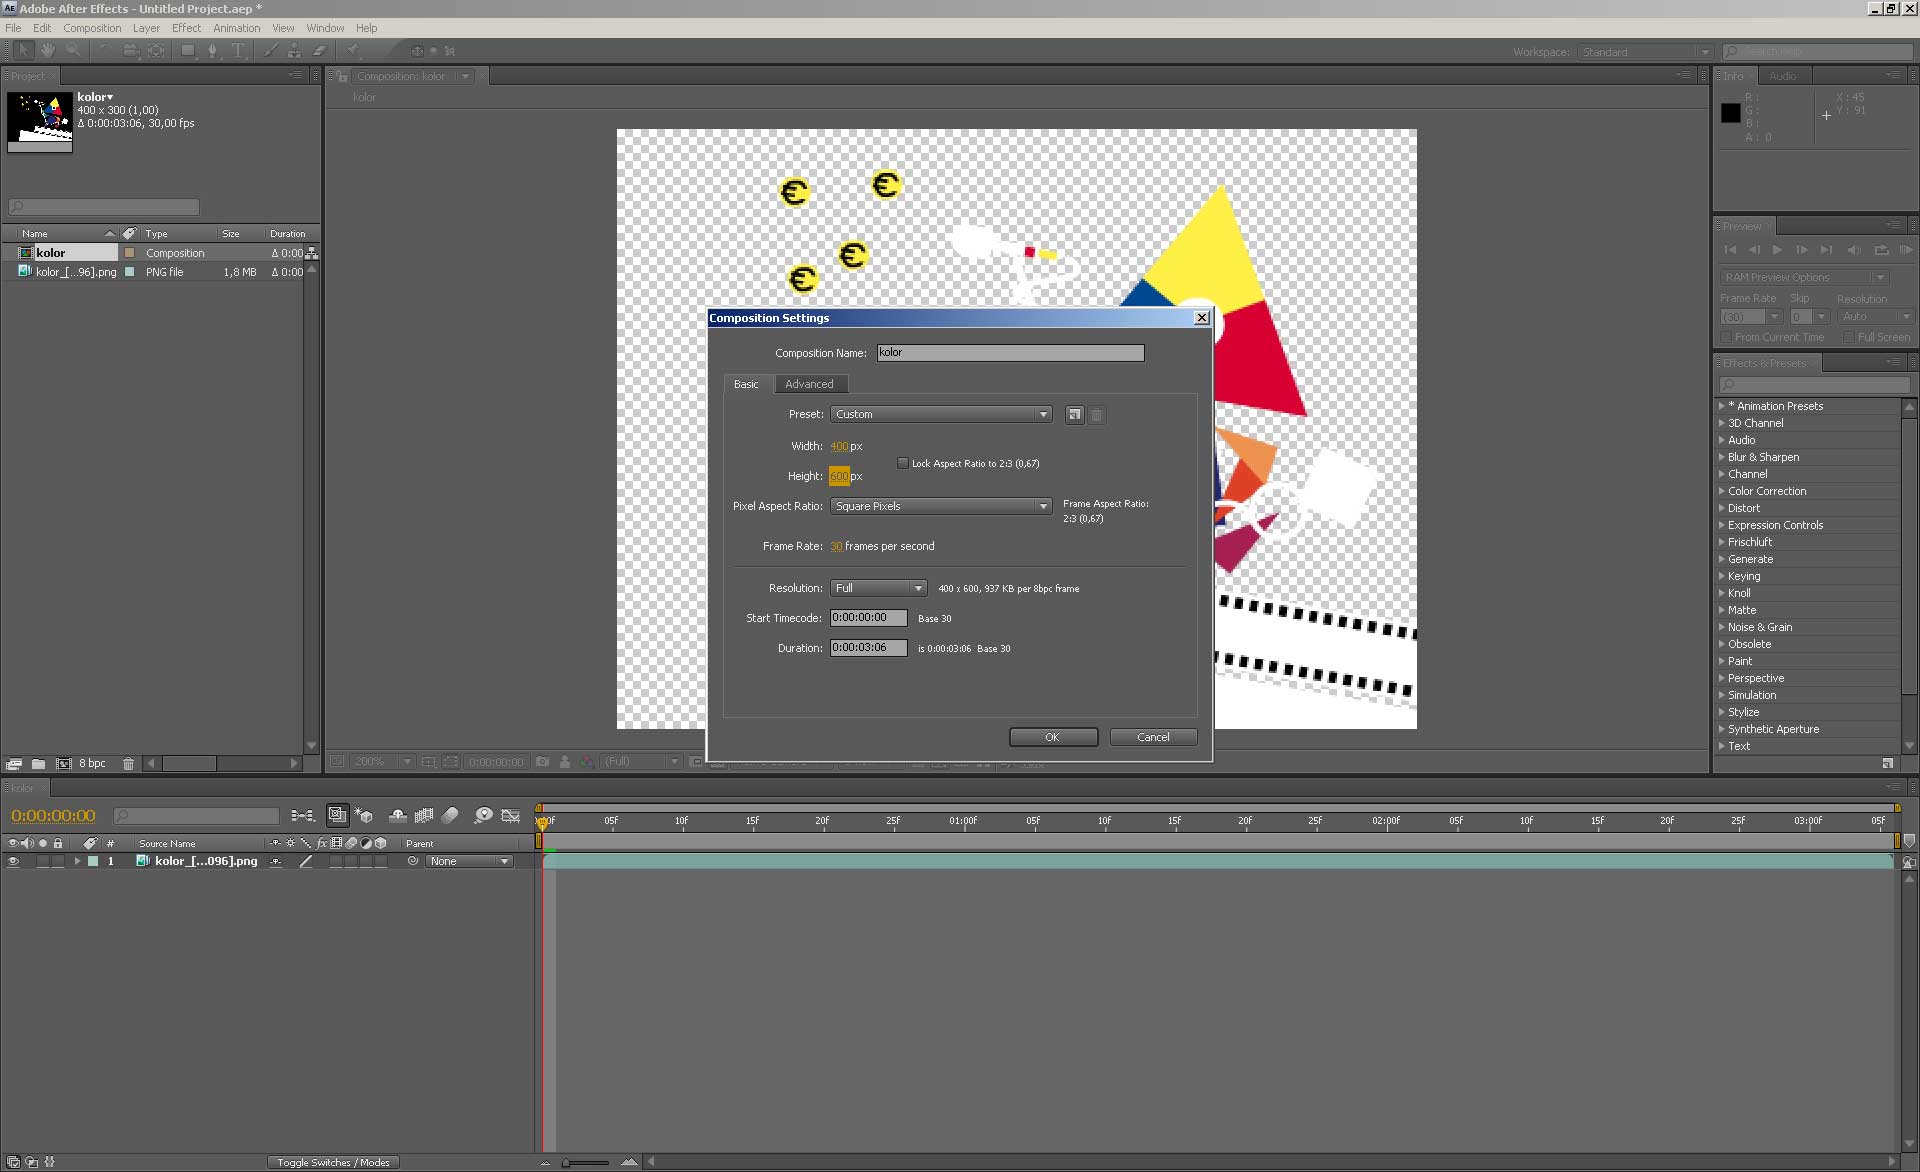 Adobe After Effects - Untitled Project.aep *
File Edit Composition Layer Effect Animation View Window Help
Workspace: Standard Search Help
Project
kolor▾
400 x 300 (1,00)
Δ 0:00:03:06, 30,00 fps
Name Type Size Duration
kolor Composition Δ 0:00
kolor_[...96].png PNG file 1,8 MB Δ 0:00
8 bpc
Composition: kolor
kolor
€ €
€
€
Composition Settings
Composition Name: kolor
Basic Advanced
Preset: Custom
Width: 400 px
Lock Aspect Ratio to 2:3 (0,67)
Height: 600 px
Pixel Aspect Ratio: Square Pixels
Frame Aspect Ratio:
2:3 (0,67)
Frame Rate: 30 frames per second
Resolution: Full 400 x 600, 937 KB per 8bpc frame
Start Timecode: 0:00:00:00 Base 30
Duration: 0:00:03:06 is 0:00:03:06 Base 30
OK Cancel
200% 0:00:00:00 (Full)
Info Audio
R : X : 45
G : Y : 91
B :
A : 0
Preview
RAM Preview Options
Frame Rate Skip Resolution
(30) 0 Auto
From Current Time Full Screen
Effects & Presets
* Animation Presets
3D Channel
Audio
Blur & Sharpen
Channel
Color Correction
Distort
Expression Controls
Frischluft
Generate
Keying
Knoll
Matte
Noise & Grain
Obsolete
Paint
Perspective
Simulation
Stylize
Synthetic Aperture
Text
kolor
0:00:00:00
05F 10F 15F 20F 25F 01:00F 05F 10F 15F 20F 25F 02:00F 05F 10F 15F 20F 25F 03:00F 05F
# Source Name fx Parent
1 kolor_[...096].png None
Toggle Switches / Modes